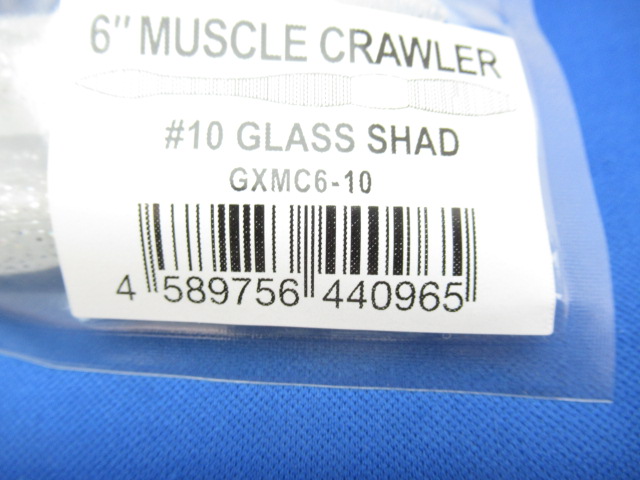 6" MUSCLE CRAWLER
#10 GLASS SHAD
GXMC6-10
4 589756 440965